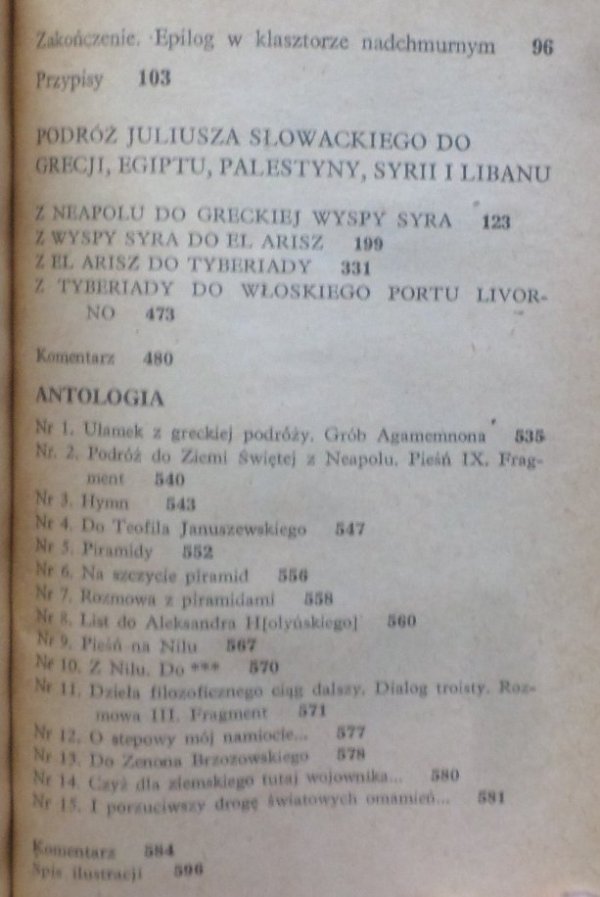 Zakończenie. Epilog w klasztorze nadchmurnym 96
Przypisy 103
PODRÓŻ JULIUSZA SŁOWACKIEGO DO
GRECJI, EGIPTU, PALESTYNY, SYRII I LIBANU
Z NEAPOLU DO GRECKIEJ WYSPY SYRA 123
Z WYSPY SYRA DO EL ARISZ 199
Z EL ARISZ DO TYBERIADY 331
Z TYBERIADY DO WŁOSKIEGO PORTU LIVOR-
NO 473
Komentarz 480
ANTOLOGIA
Nr 1. Ułamek z greckiej podróży. Grób Agamemnona 535
Nr. 2. Podróż do Ziemi Świętej z Neapolu. Pieśń IX. Frag-
ment 540
Nr 3. Hymn 543
Nr 4. Do Teofila Januszewskiego 547
Nr 5. Piramidy 552
Nr 6. Na szczycie piramid 556
Nr 7. Rozmowa z piramidami 558
Nr 8. List do Aleksandra H[ołyńskiego] 560
Nr 9. Pieśń na Nilu 567
Nr 10. Z Nilu. Do *** 570
Nr 11. Dzieła filozoficznego ciąg dalszy. Dialog troisty. Roz-
mowa III. Fragment 571
Nr 12. O stepowy mój namiocie... 577
Nr 13. Do Zenona Brzozowskiego 578
Nr 14. Czyż dla ziemskiego tutaj wojownika... 580
Nr 15. I porzuciwszy drogę światowych omamień... 581
Komentarz 584
Spis ilustracji 596